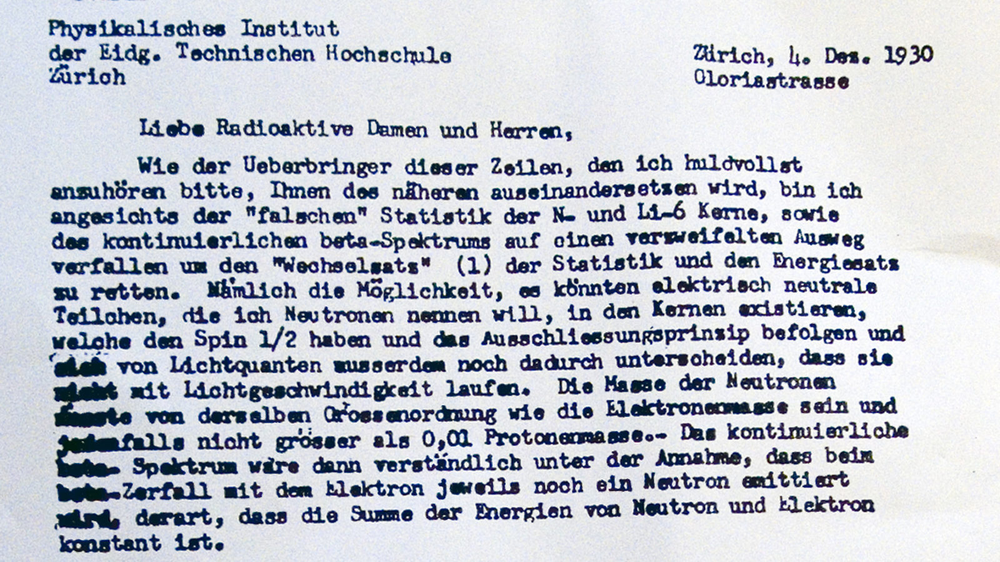 Physikalisches Institut
der Eidg. Technischen Hochschule
Zürich
Zürich, 4. Dez. 1930
Gloriastrasse
Liebe Radioaktive Damen und Herren,
Wie der Ueberbringer dieser Zeilen, den ich huldvollst
anzuhören bitte, Ihnen des näheren auseinandersetzen wird, bin ich
angesichts der "falschen" Statistik der N- und Li-6 Kerne, sowie
des kontinuierlichen beta-Spektrums auf einen verzweifelten Ausweg
verfallen um den "Wechselsatz" (1) der Statistik und den Energiesatz
zu retten. Nämlich die Möglichkeit, es könnten elektrisch neutrale
Teilchen, die ich Neutronen nennen will, in den Kernen existieren,
welche den Spin 1/2 haben und das Ausschliessungsprinzip befolgen und
sich von Lichtquanten ausserdem noch dadurch unterscheiden, dass sie
nicht mit Lichtgeschwindigkeit laufen. Die Masse der Neutronen
müsste von derselben Grossenordnung wie die Elektronenmasse sein und
jedenfalls nicht grösser als 0,01 Protonenmasse.- Das kontinuierliche
beta- Spektrum wäre dann verständlich unter der Annahme, dass beim
beta-Zerfall mit dem Elektron jeweils noch ein Neutron emittiert
wird, derart, dass die Summe der Energien von Neutron und Elektron
konstant ist.